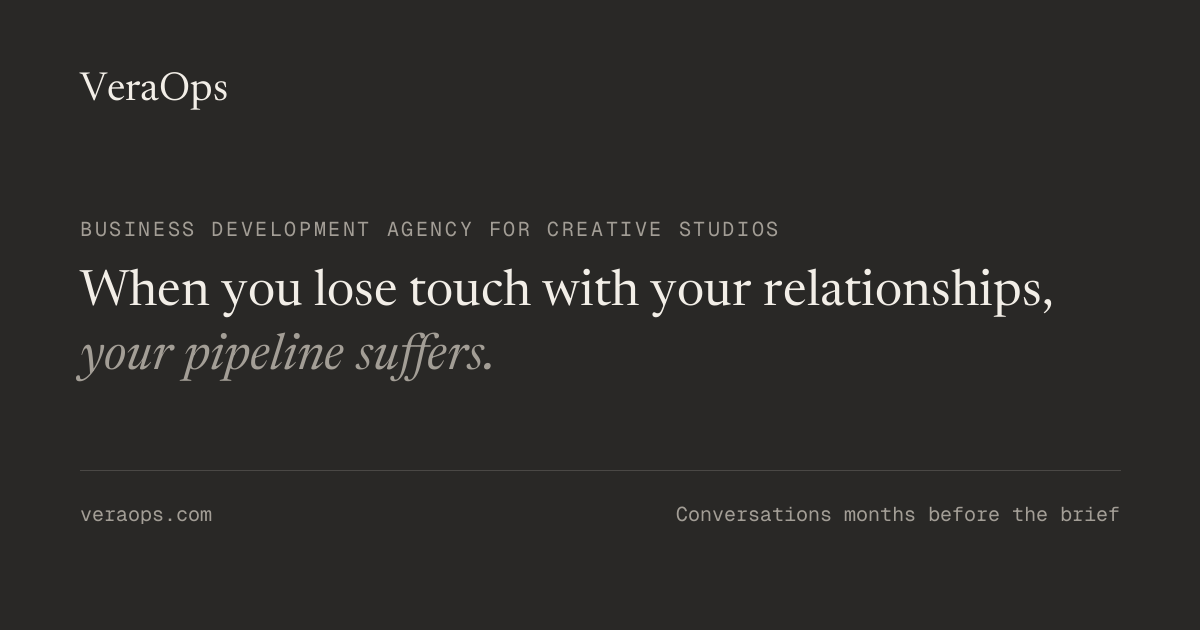 VeraOps
BUSINESS DEVELOPMENT AGENCY FOR CREATIVE STUDIOS
When you lose touch with your relationships,
your pipeline suffers.
veraops.com
Conversations months before the brief